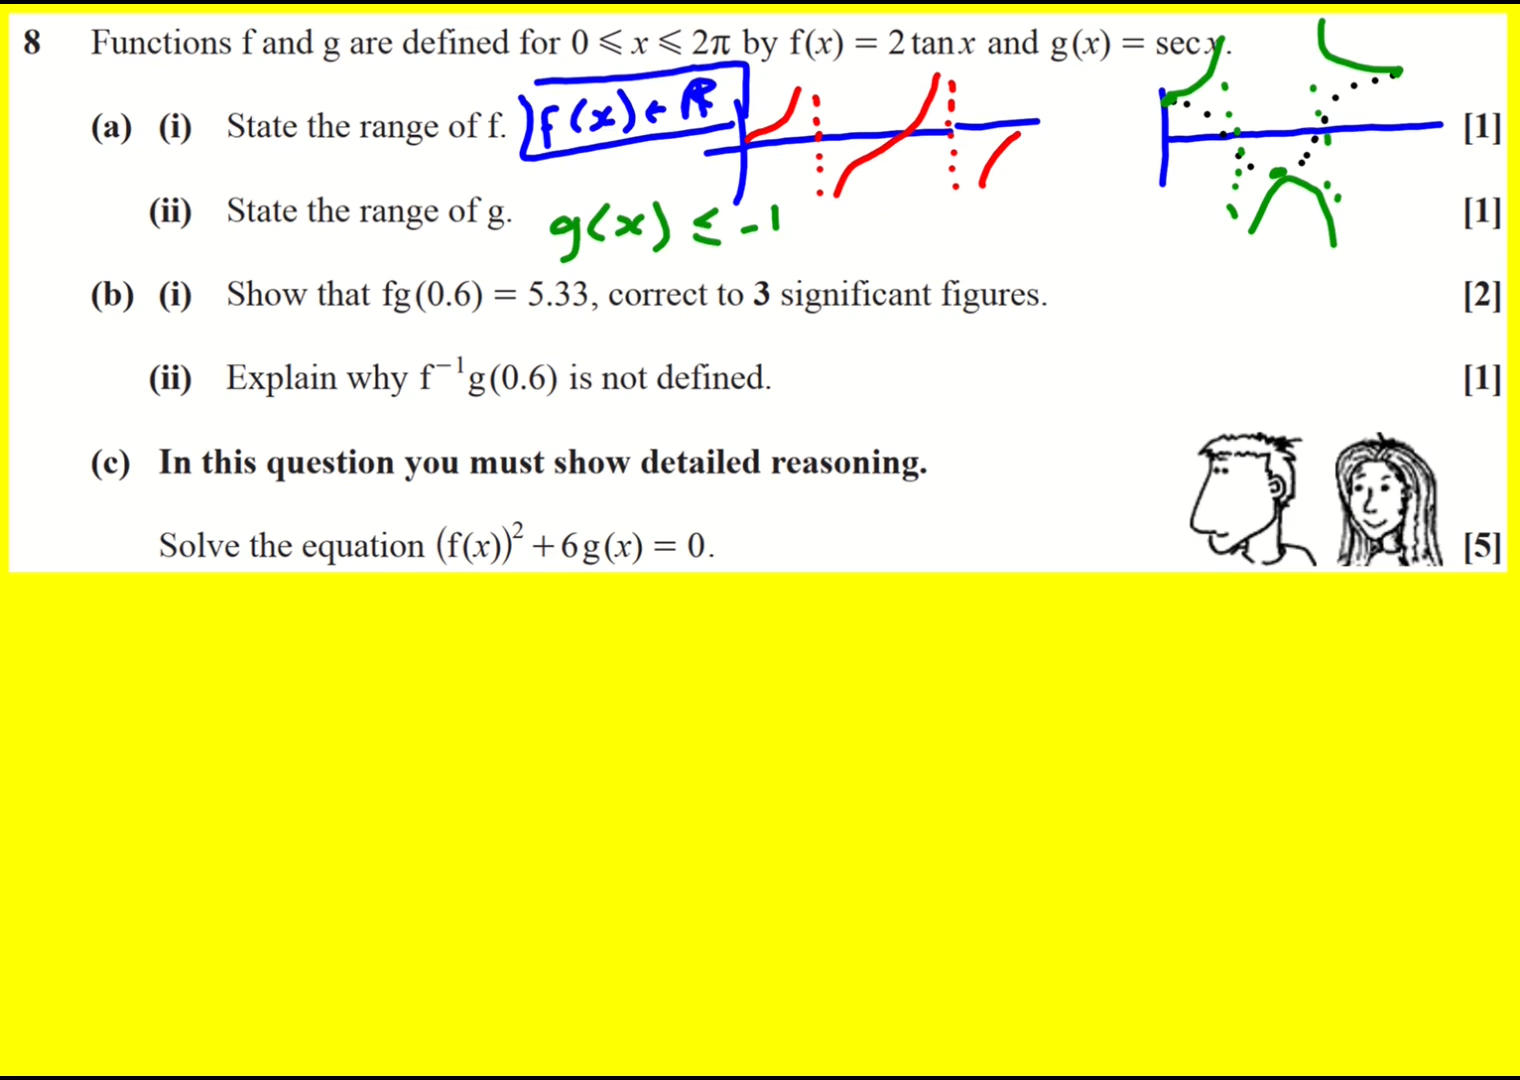 8 Functions f and g are defined for 0 ⩽ x ⩽ 2π by f(x) = 2 tan x and g(x) = sec x.
(a) (i) State the range of f. f(x) ∈ ℝ [1]
(ii) State the range of g. g(x) ≤ -1 [1]
(b) (i) Show that fg(0.6) = 5.33, correct to 3 significant figures. [2]
(ii) Explain why f⁻¹g(0.6) is not defined. [1]
(c) In this question you must show detailed reasoning.
Solve the equation (f(x))² + 6g(x) = 0. [5]